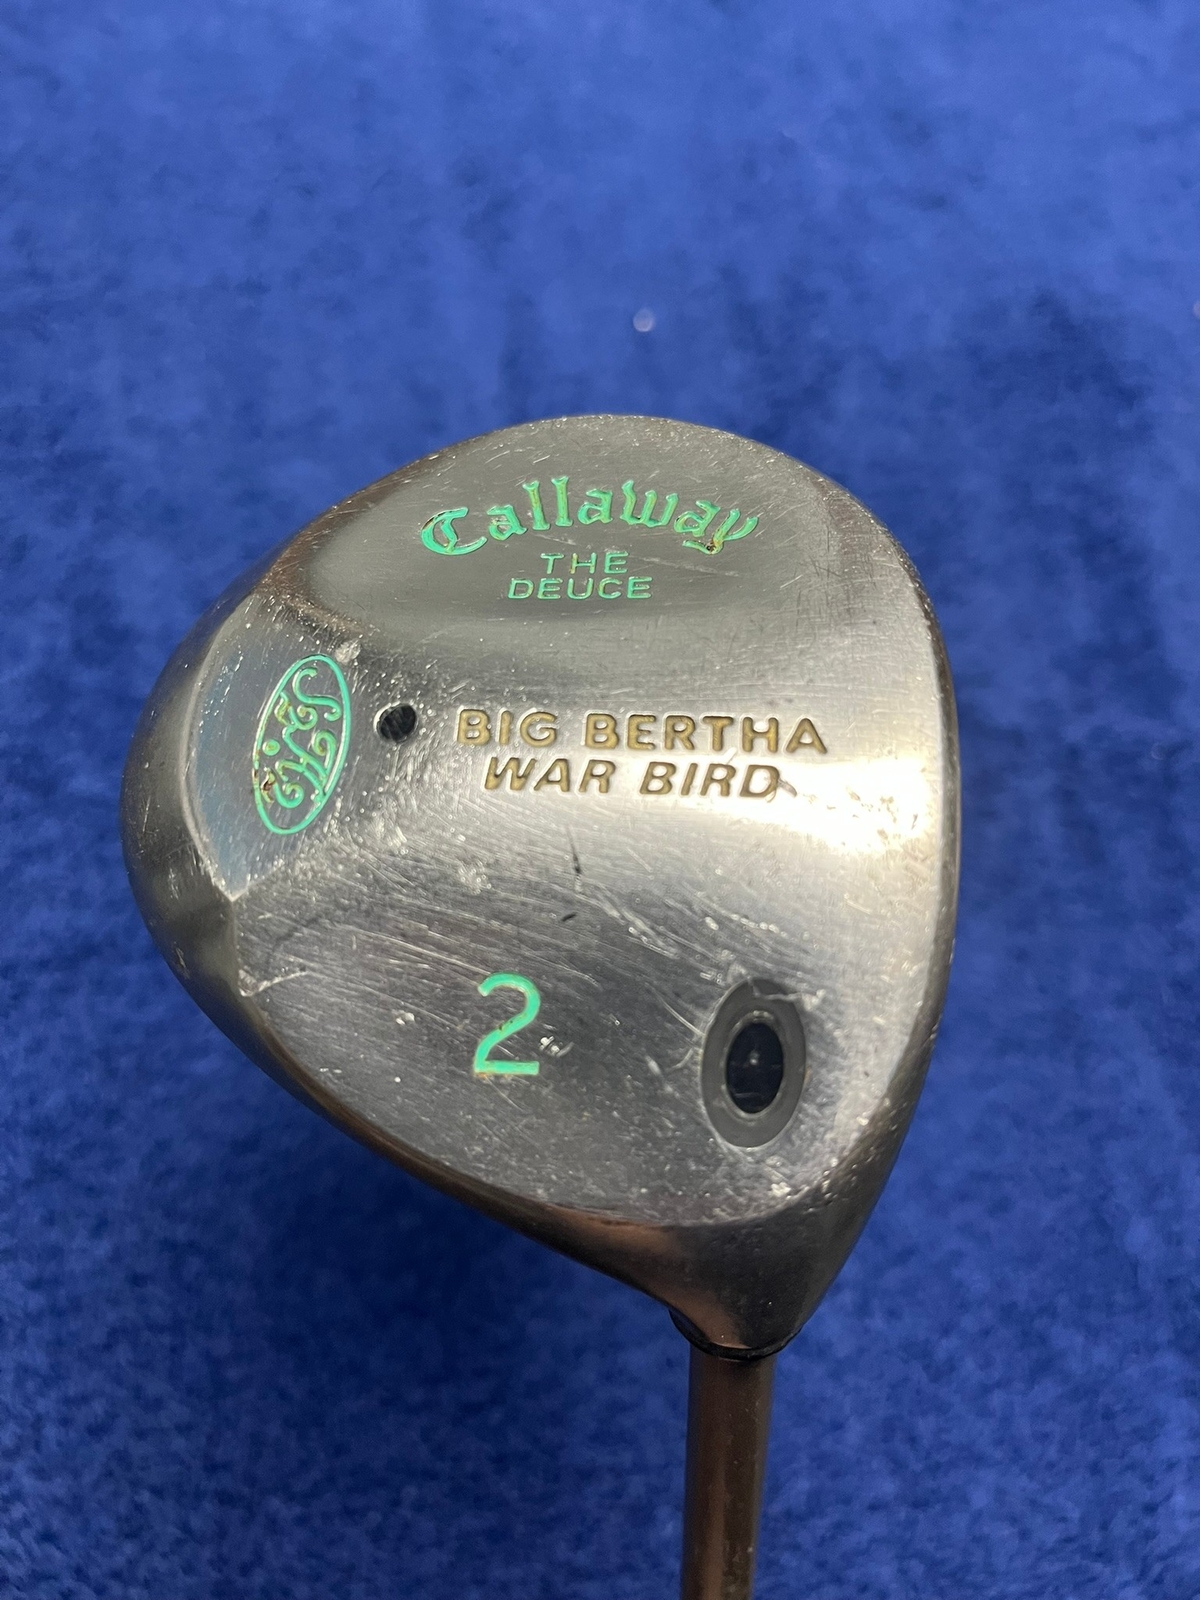 Callaway
THE
DEUCE
BIG BERTHA
WAR BIRD
2